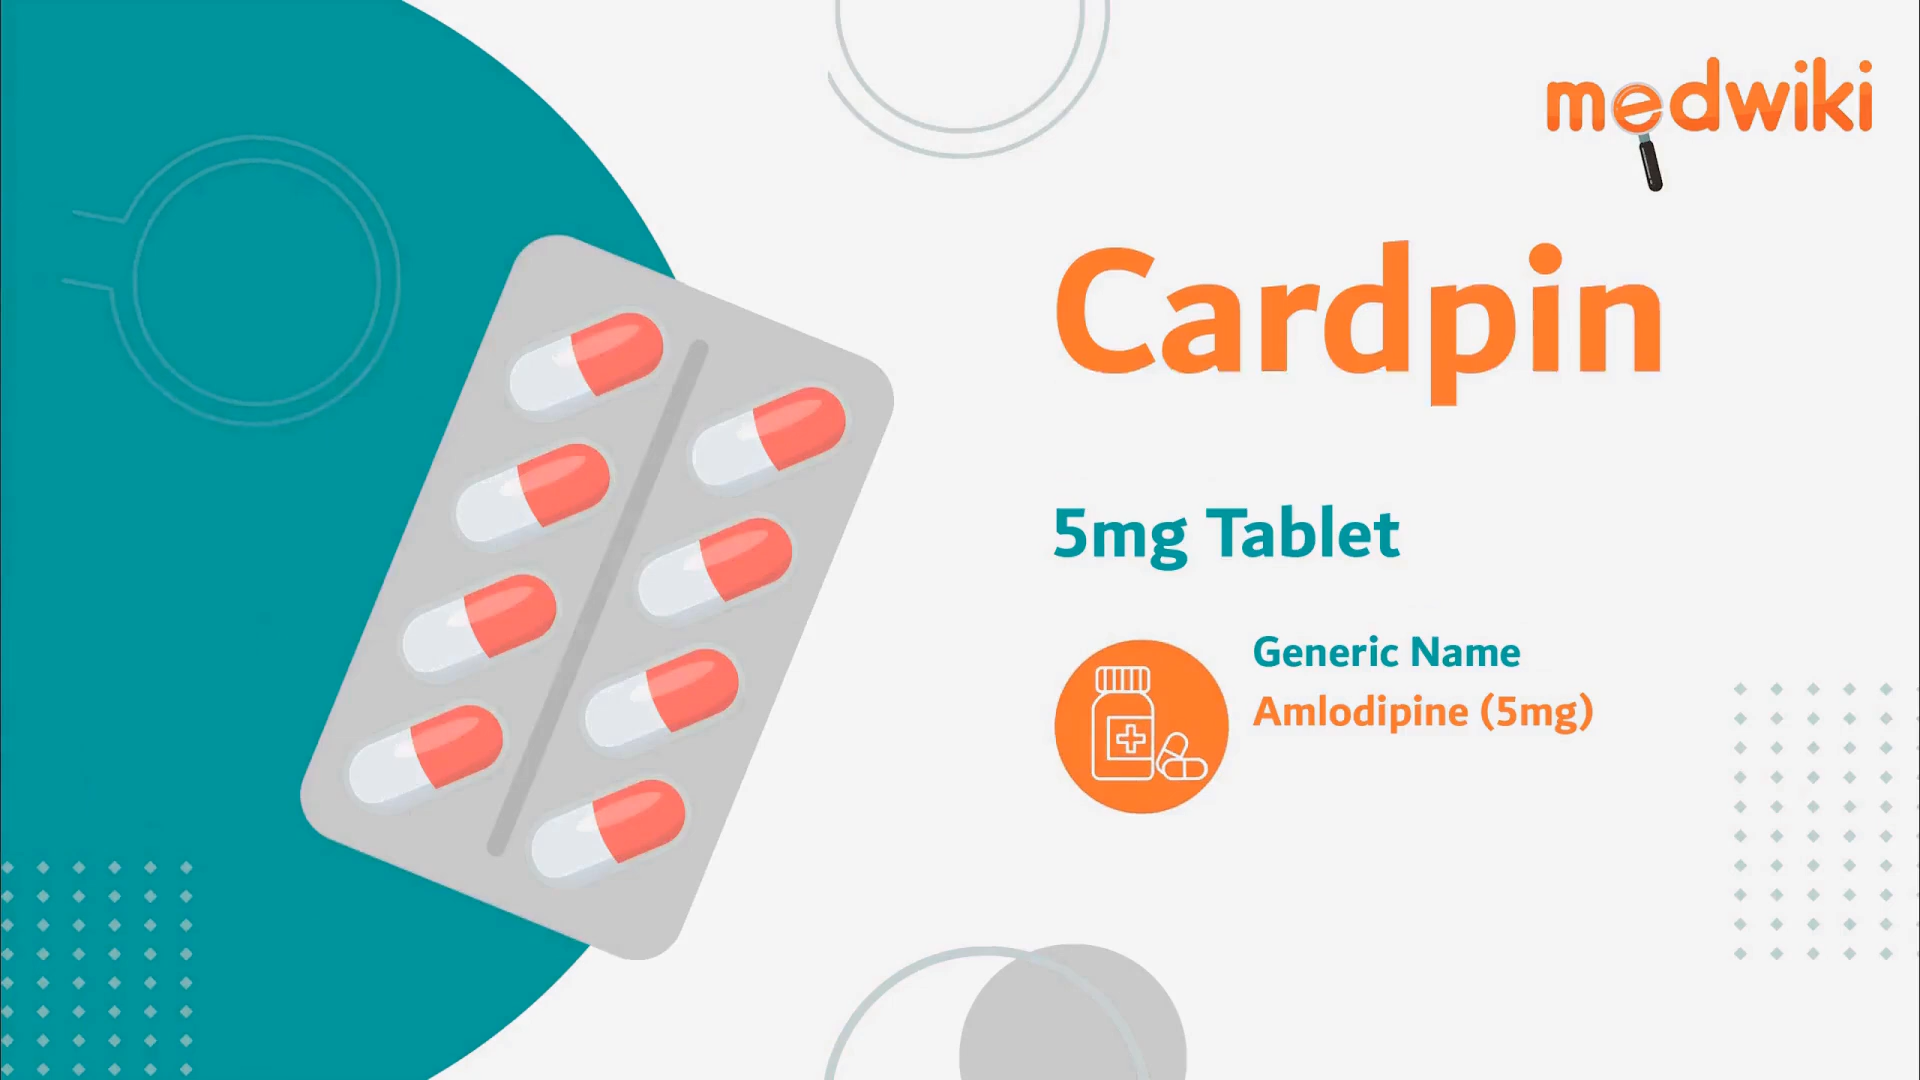 medwiki
Cardpin
5mg Tablet
Generic Name
Amlodipine (5mg)